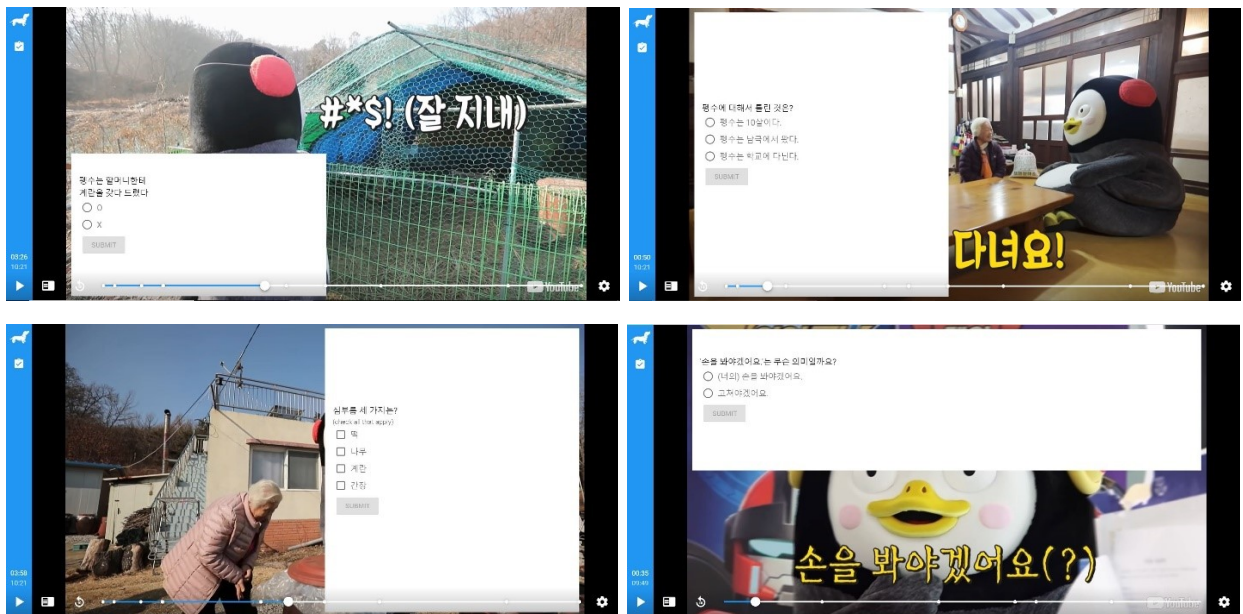 #*$! (잘 지내)
펭수는 할머니한테
계란을 갖다 드렸다
O
X
SUBMIT
03:26
10:21
YouTube
펭수에 대해서 틀린 것은?
펭수는 10살이다.
펭수는 남극에서 왔다.
펭수는 학교에 다닌다.
SUBMIT
다녀요!
00:50
10:21
YouTube
심부름 세 가지는?
(check all that apply)
떡
나무
계란
간장
SUBMIT
03:58
10:21
'손을 봐야겠어요.'는 무슨 의미일까요?
(너의) 손을 봐야겠어요.
고쳐야겠어요.
SUBMIT
손을 봐야겠어요(?)
00:35
09:49
YouTube